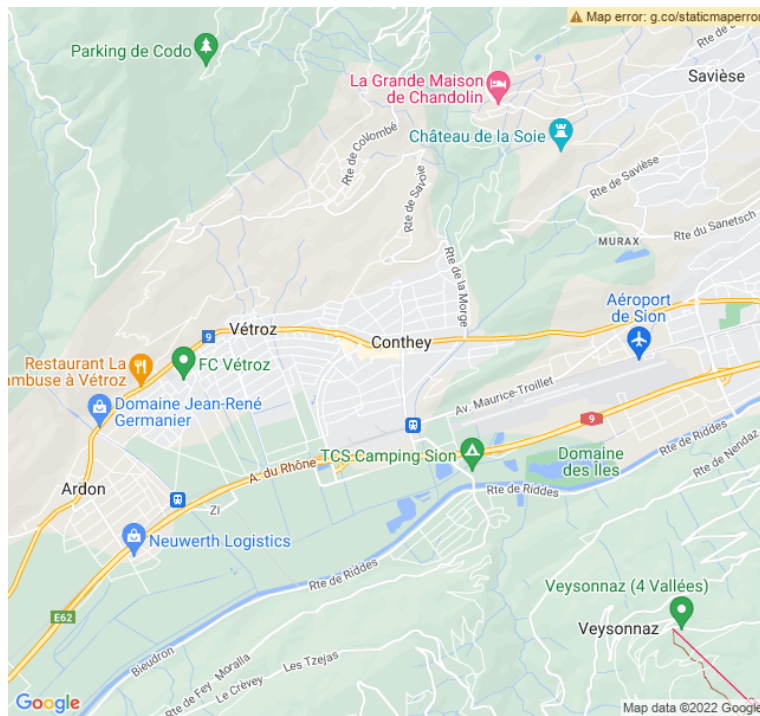 Map error: g.co/staticmaperror
Rte de
Parking de Codo
La Grande Maison
de Chandolin
Savièse
Château de la Soie
Rte de Colombé
Rte de Savoie
Rte de Savièse
Rte du Sanetsch
MURAX
Rte de la Morge
Aéroport
de Sion
9
Vétroz
Conthey
Restaurant La
ambuse à Vétroz
FC Vétroz
Domaine Jean-René
Germanier
Av. Maurice-Troillet
9
TCS Camping Sion
Domaine
des Îles
Rte de Riddes
Rte de Nendaz
A. du Rhône
Ardon
Rte de Riddes
ZI
Neuwerth Logistics
Rte de Riddes
Veysonnaz (4 Vallées)
E62
Veysonnaz
Bieudron
Les Tzejas
Rte de Fey
Moralla
Le Crèvey
Google
Map data ©2022 Google